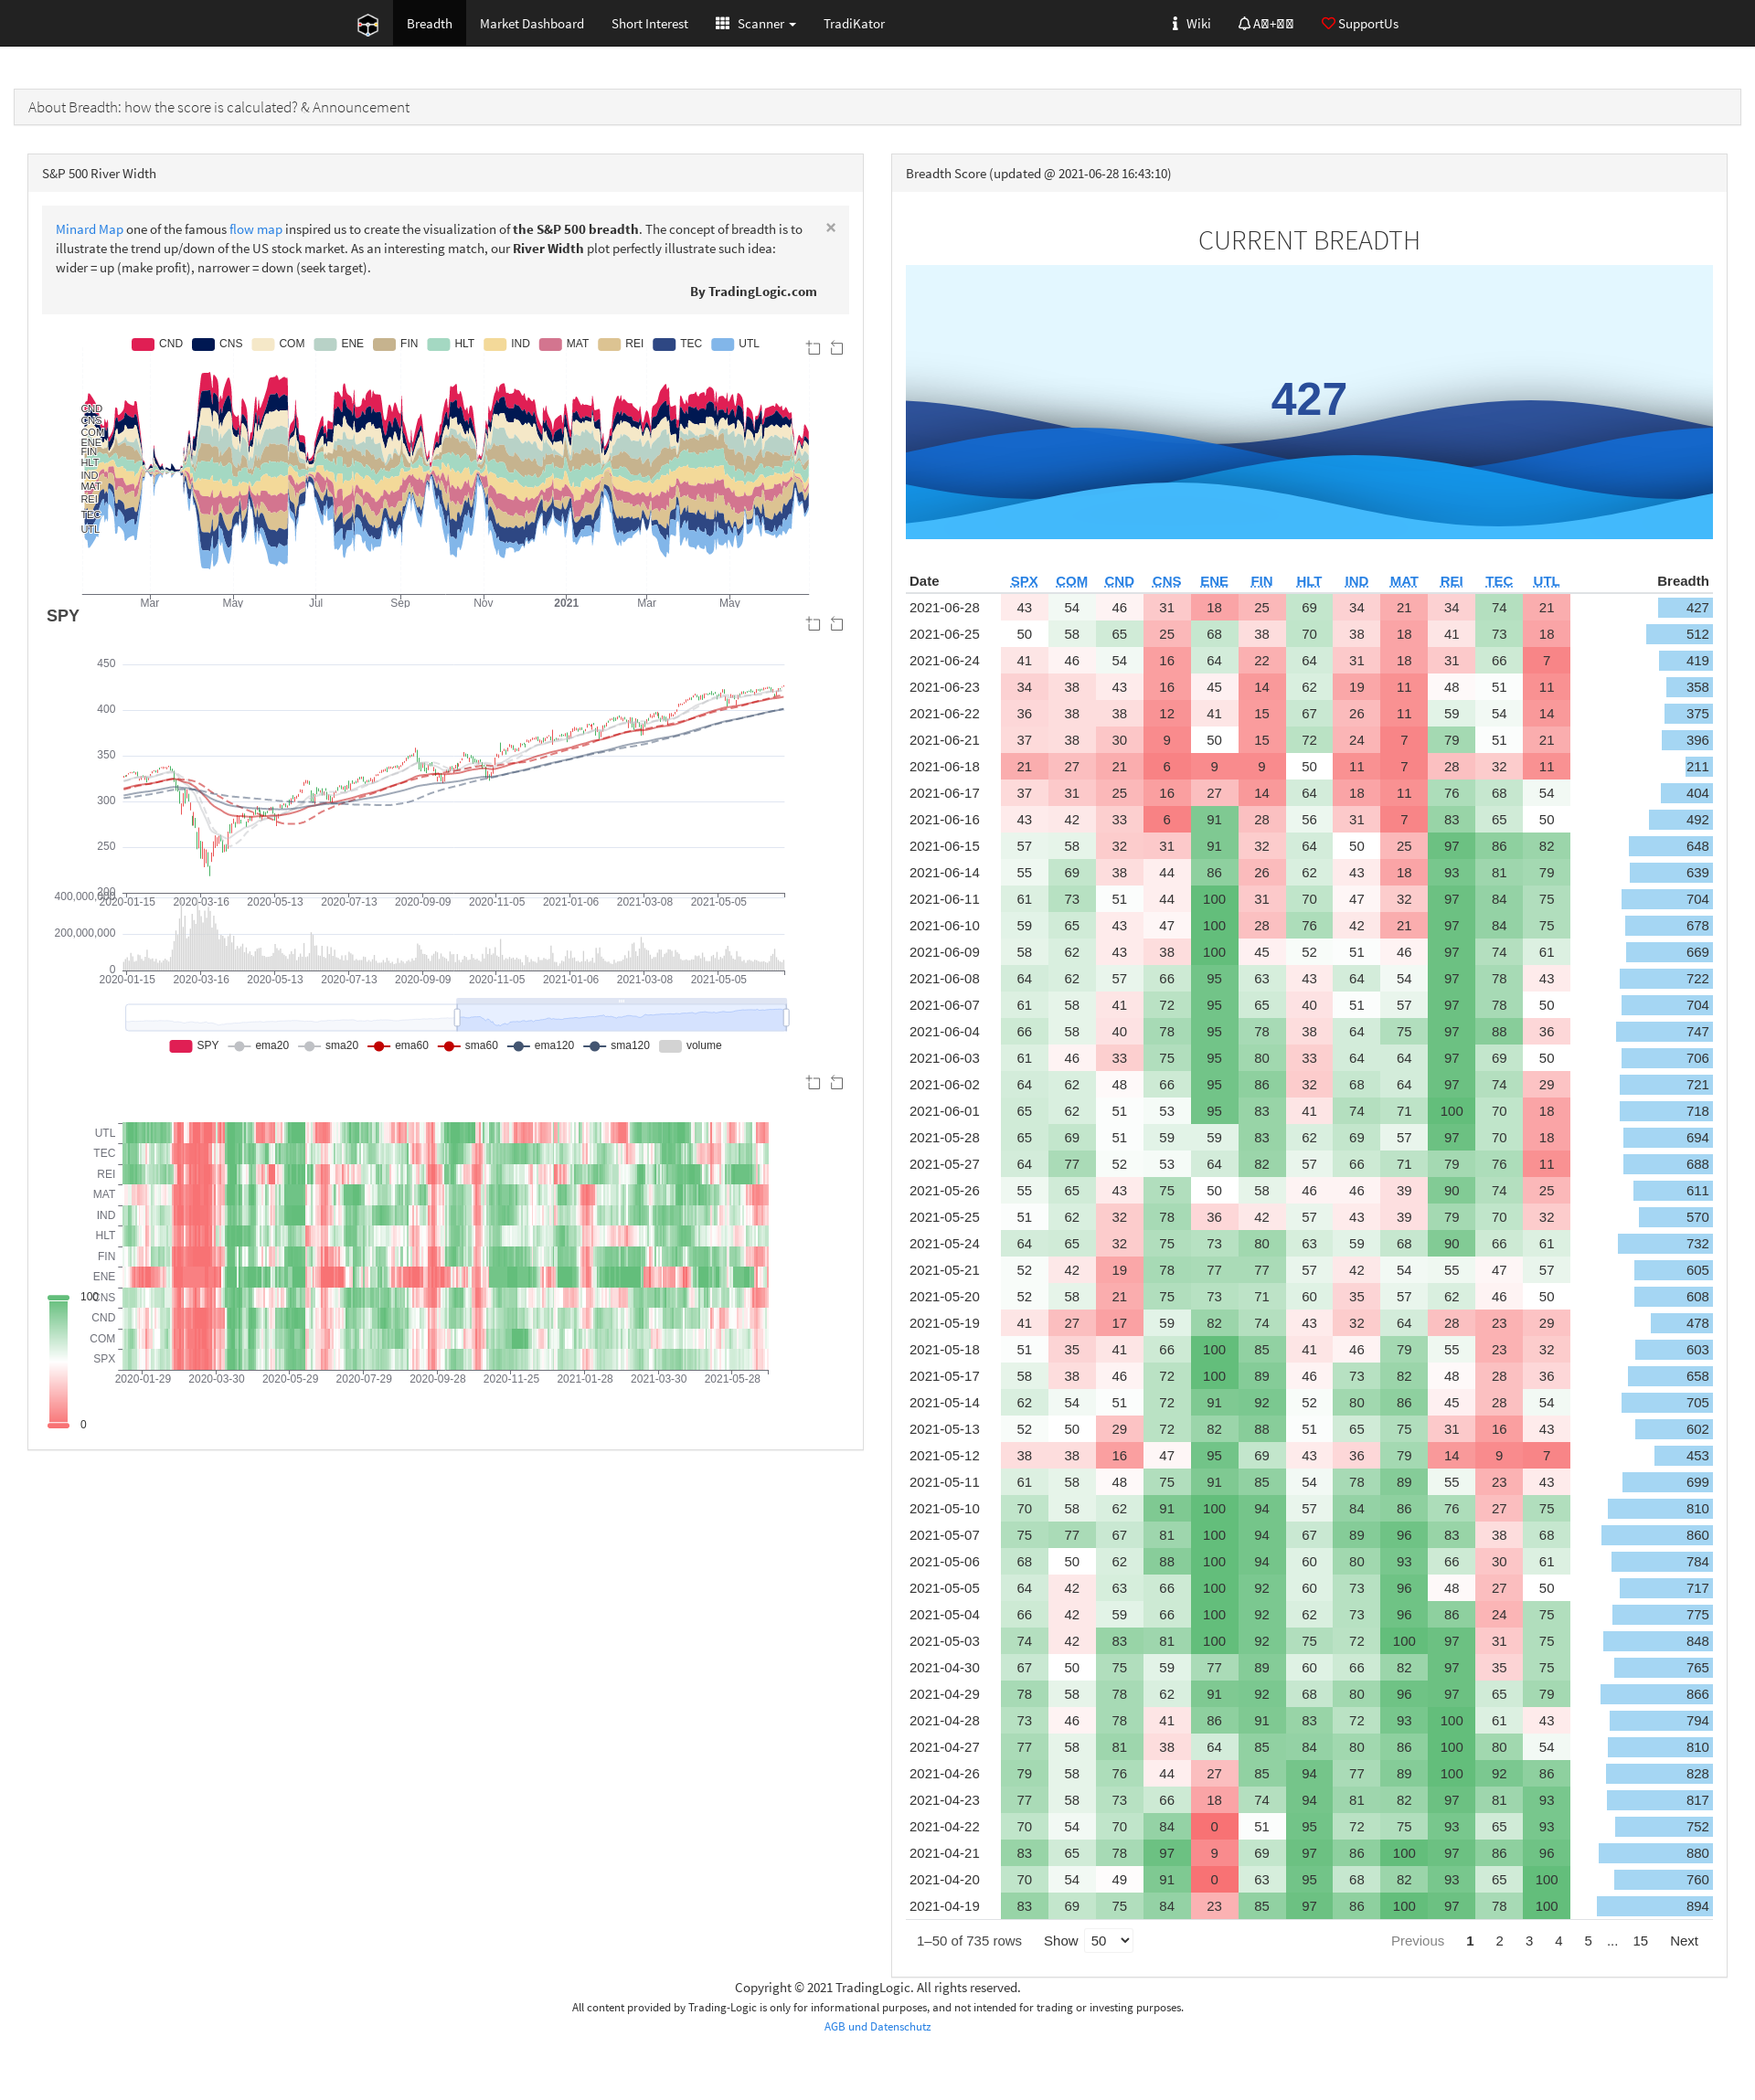 Breadth Market Dashboard Short Interest Scanner TradiKator Wiki SupportUs
About Breadth: how the score is calculated? & Announcement
S&P 500 River Width
Minard Map one of the famous flow map inspired us to create the visualization of the S&P 500 breadth. The concept of breadth is to
illustrate the trend up/down of the US stock market. As an interesting match, our River Width plot perfectly illustrate such idea:
wider = up (make profit), narrower = down (seek target).
×
By TradingLogic.com
CND CNS COM ENE FIN HLT IND MAT REI TEC UTL
CND
CNS
COM
ENE
FIN
HLT
IND
MAT
REI
TEC
UTL
Mar May Jul Sep Nov 2021 Mar May
SPY
450
400
350
300
250
200
2020-01-15 2020-03-16 2020-05-13 2020-07-13 2020-09-09 2020-11-05 2021-01-06 2021-03-08 2021-05-05
400,000,000
200,000,000
0
2020-01-15 2020-03-16 2020-05-13 2020-07-13 2020-09-09 2020-11-05 2021-01-06 2021-03-08 2021-05-05
SPY ema20 sma20 ema60 sma60 ema120 sma120 volume
UTL
TEC
REI
MAT
IND
HLT
FIN
ENE
CNS
CND
COM
SPX
100
0
2020-01-29 2020-03-30 2020-05-29 2020-07-29 2020-09-28 2020-11-25 2021-01-28 2021-03-30 2021-05-28
Breadth Score (updated @ 2021-06-28 16:43:10)
CURRENT BREADTH
427
Date SPX COM CND CNS ENE FIN HLT IND MAT REI TEC UTL Breadth
2021-06-28 43 54 46 31 18 25 69 34 21 34 74 21 427
2021-06-25 50 58 65 25 68 38 70 38 18 41 73 18 512
2021-06-24 41 46 54 16 64 22 64 31 18 31 66 7 419
2021-06-23 34 38 43 16 45 14 62 19 11 48 51 11 358
2021-06-22 36 38 38 12 41 15 67 26 11 59 54 14 375
2021-06-21 37 38 30 9 50 15 72 24 7 79 51 21 396
2021-06-18 21 27 21 6 9 9 50 11 7 28 32 11 211
2021-06-17 37 31 25 16 27 14 64 18 11 76 68 54 404
2021-06-16 43 42 33 6 91 28 56 31 7 83 65 50 492
2021-06-15 57 58 32 31 91 32 64 50 25 97 86 82 648
2021-06-14 55 69 38 44 86 26 62 43 18 93 81 79 639
2021-06-11 61 73 51 44 100 31 70 47 32 97 84 75 704
2021-06-10 59 65 43 47 100 28 76 42 21 97 84 75 678
2021-06-09 58 62 43 38 100 45 52 51 46 97 74 61 669
2021-06-08 64 62 57 66 95 63 43 64 54 97 78 43 722
2021-06-07 61 58 41 72 95 65 40 51 57 97 78 50 704
2021-06-04 66 58 40 78 95 78 38 64 75 97 88 36 747
2021-06-03 61 46 33 75 95 80 33 64 64 97 69 50 706
2021-06-02 64 62 48 66 95 86 32 68 64 97 74 29 721
2021-06-01 65 62 51 53 95 83 41 74 71 100 70 18 718
2021-05-28 65 69 51 59 59 83 62 69 57 97 70 18 694
2021-05-27 64 77 52 53 64 82 57 66 71 79 76 11 688
2021-05-26 55 65 43 75 50 58 46 46 39 90 74 25 611
2021-05-25 51 62 32 78 36 42 57 43 39 79 70 32 570
2021-05-24 64 65 32 75 73 80 63 59 68 90 66 61 732
2021-05-21 52 42 19 78 77 77 57 42 54 55 47 57 605
2021-05-20 52 58 21 75 73 71 60 35 57 62 46 50 608
2021-05-19 41 27 17 59 82 74 43 32 64 28 23 29 478
2021-05-18 51 35 41 66 100 85 41 46 79 55 23 32 603
2021-05-17 58 38 46 72 100 89 46 73 82 48 28 36 658
2021-05-14 62 54 51 72 91 92 52 80 86 45 28 54 705
2021-05-13 52 50 29 72 82 88 51 65 75 31 16 43 602
2021-05-12 38 38 16 47 95 69 43 36 79 14 9 7 453
2021-05-11 61 58 48 75 91 85 54 78 89 55 23 43 699
2021-05-10 70 58 62 91 100 94 57 84 86 76 27 75 810
2021-05-07 75 77 67 81 100 94 67 89 96 83 38 68 860
2021-05-06 68 50 62 88 100 94 60 80 93 66 30 61 784
2021-05-05 64 42 63 66 100 92 60 73 96 48 27 50 717
2021-05-04 66 42 59 66 100 92 62 73 96 86 24 75 775
2021-05-03 74 42 83 81 100 92 75 72 100 97 31 75 848
2021-04-30 67 50 75 59 77 89 60 66 82 97 35 75 765
2021-04-29 78 58 78 62 91 92 68 80 96 97 65 79 866
2021-04-28 73 46 78 41 86 91 83 72 93 100 61 43 794
2021-04-27 77 58 81 38 64 85 84 80 86 100 80 54 810
2021-04-26 79 58 76 44 27 85 94 77 89 100 92 86 828
2021-04-23 77 58 73 66 18 74 94 81 82 97 81 93 817
2021-04-22 70 54 70 84 0 51 95 72 75 93 65 93 752
2021-04-21 83 65 78 97 9 69 97 86 100 97 86 96 880
2021-04-20 70 54 49 91 0 63 95 68 82 93 65 100 760
2021-04-19 83 69 75 84 23 85 97 86 100 97 78 100 894
1–50 of 735 rows Show 50 Previous 1 2 3 4 5 ... 15 Next
Copyright © 2021 TradingLogic. All rights reserved.
All content provided by Trading-Logic is only for informational purposes, and not intended for trading or investing purposes.
AGB und Datenschutz